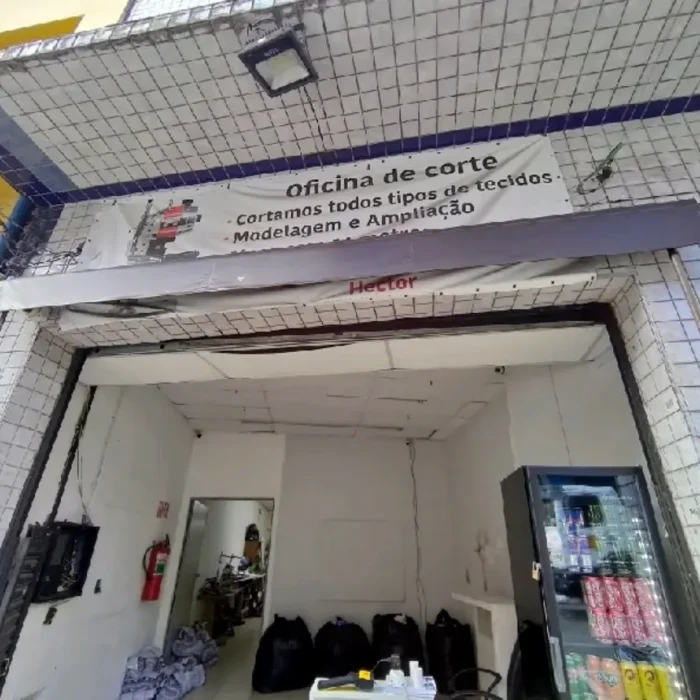 Oficina de corte
- Cortamos todos tipos de tecidos
- Modelagem e Ampliação
Hector